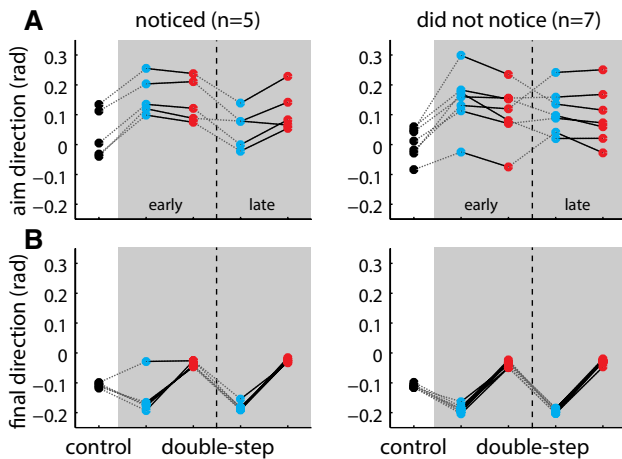 A
noticed (n=5)
did not notice (n=7)
aim direction (rad)
0.3
0.2
0.1
0
−0.1
−0.2
early
late
0.3
0.2
0.1
0
−0.1
−0.2
early
late
B
final direction (rad)
0.3
0.2
0.1
0
−0.1
−0.2
control
double-step
0.3
0.2
0.1
0
−0.1
−0.2
control
double-step